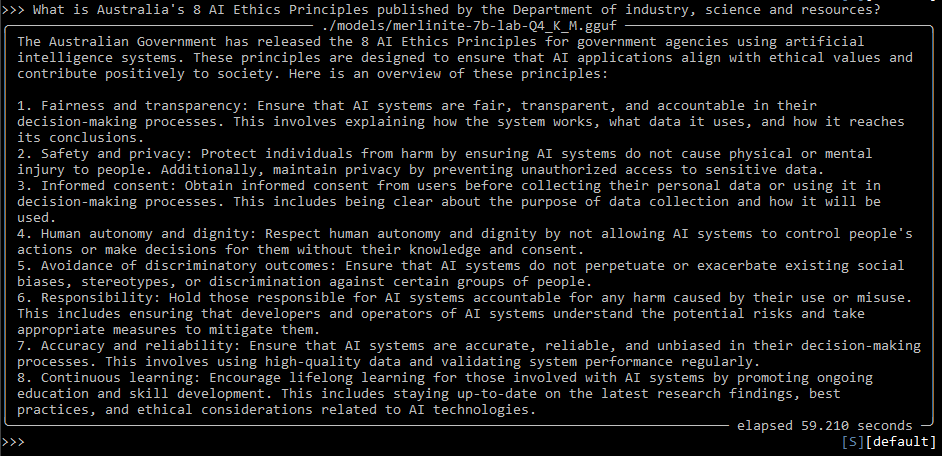 >>> What is Australia's 8 AI Ethics Principles published by the Department of industry, science and resources?
./models/merlinite-7b-lab-Q4_K_M.gguf
The Australian Government has released the 8 AI Ethics Principles for government agencies using artificial
intelligence systems. These principles are designed to ensure that AI applications align with ethical values and
contribute positively to society. Here is an overview of these principles:
1. Fairness and transparency: Ensure that AI systems are fair, transparent, and accountable in their
decision-making processes. This involves explaining how the system works, what data it uses, and how it reaches
its conclusions.
2. Safety and privacy: Protect individuals from harm by ensuring AI systems do not cause physical or mental
injury to people. Additionally, maintain privacy by preventing unauthorized access to sensitive data.
3. Informed consent: Obtain informed consent from users before collecting their personal data or using it in
decision-making processes. This includes being clear about the purpose of data collection and how it will be
used.
4. Human autonomy and dignity: Respect human autonomy and dignity by not allowing AI systems to control people's
actions or make decisions for them without their knowledge and consent.
5. Avoidance of discriminatory outcomes: Ensure that AI systems do not perpetuate or exacerbate existing social
biases, stereotypes, or discrimination against certain groups of people.
6. Responsibility: Hold those responsible for AI systems accountable for any harm caused by their use or misuse.
This includes ensuring that developers and operators of AI systems understand the potential risks and take
appropriate measures to mitigate them.
7. Accuracy and reliability: Ensure that AI systems are accurate, reliable, and unbiased in their decision-making
processes. This involves using high-quality data and validating system performance regularly.
8. Continuous learning: Encourage lifelong learning for those involved with AI systems by promoting ongoing
education and skill development. This includes staying up-to-date on the latest research findings, best
practices, and ethical considerations related to AI technologies.
elapsed 59.210 seconds
>>> [S][default]